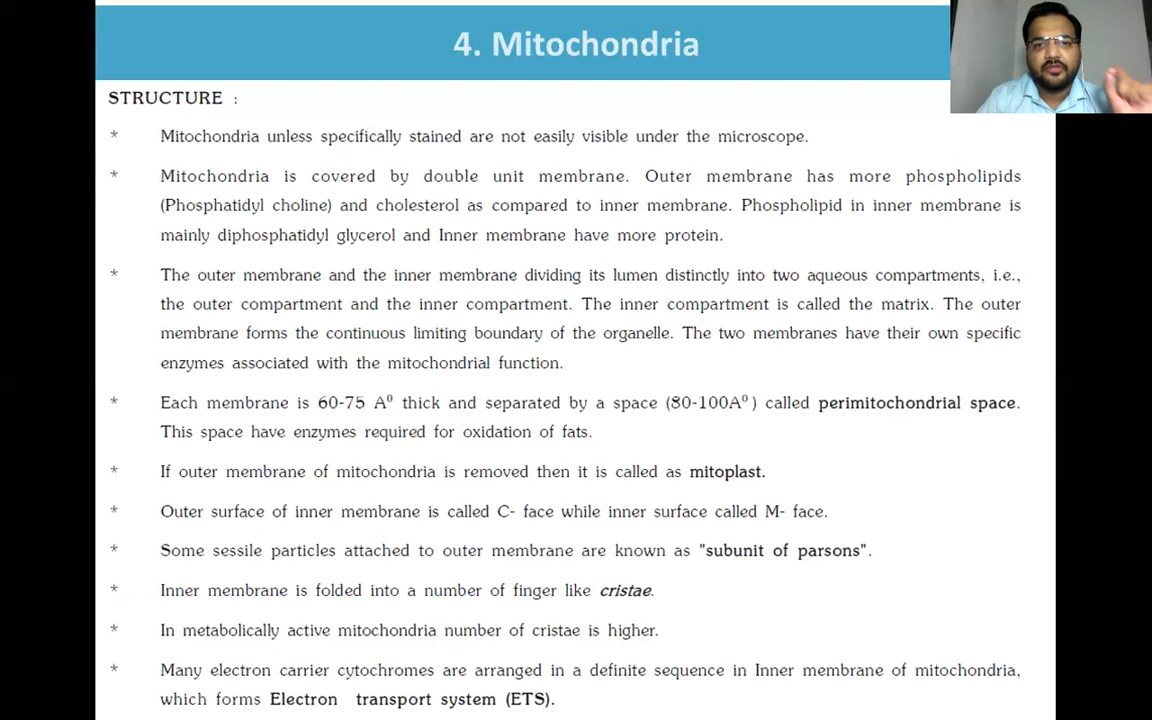 4. Mitochondria
STRUCTURE :
* Mitochondria unless specifically stained are not easily visible under the microscope.
* Mitochondria is covered by double unit membrane. Outer membrane has more phospholipids
(Phosphatidyl choline) and cholesterol as compared to inner membrane. Phospholipid in inner membrane is
mainly diphosphatidyl glycerol and Inner membrane have more protein.
* The outer membrane and the inner membrane dividing its lumen distinctly into two aqueous compartments, i.e.,
the outer compartment and the inner compartment. The inner compartment is called the matrix. The outer
membrane forms the continuous limiting boundary of the organelle. The two membranes have their own specific
enzymes associated with the mitochondrial function.
* Each membrane is 60-75 A⁰ thick and separated by a space (80-100A⁰ ) called perimitochondrial space.
This space have enzymes required for oxidation of fats.
* If outer membrane of mitochondria is removed then it is called as mitoplast.
* Outer surface of inner membrane is called C- face while inner surface called M- face.
* Some sessile particles attached to outer membrane are known as "subunit of parsons".
* Inner membrane is folded into a number of finger like cristae.
* In metabolically active mitochondria number of cristae is higher.
* Many electron carrier cytochromes are arranged in a definite sequence in Inner membrane of mitochondria,
which forms Electron transport system (ETS).